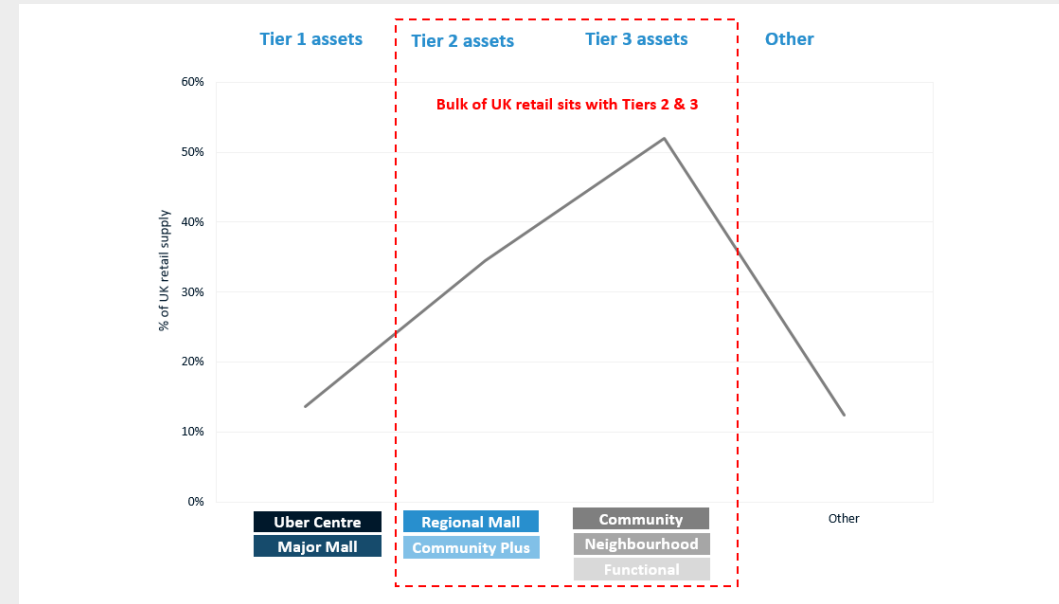 Tier 1 assets
Tier 2 assets
Tier 3 assets
Other
Bulk of UK retail sits with Tiers 2 & 3
% of UK retail supply
60%
50%
40%
30%
20%
10%
0%
Uber Centre
Major Mall
Regional Mall
Community Plus
Community
Neighbourhood
Functional
Other